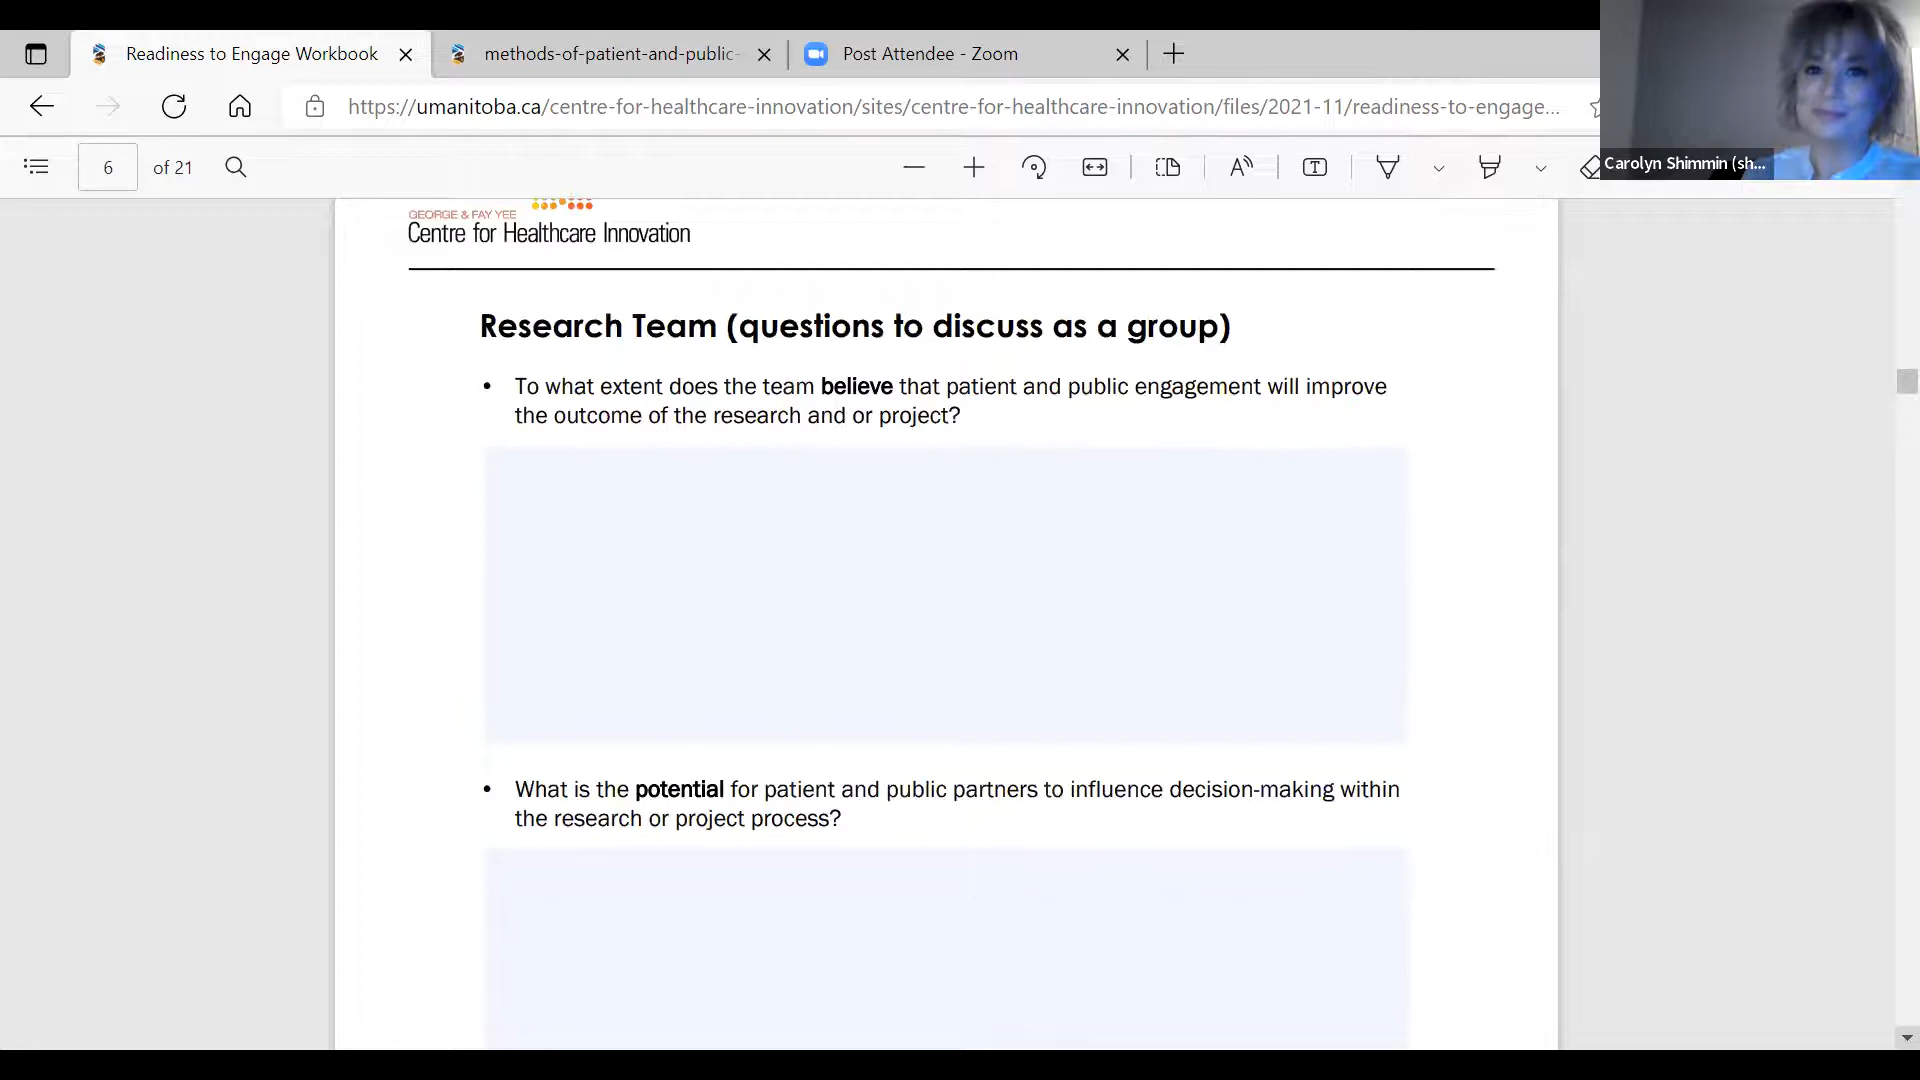 Readiness to Engage Workbook
methods-of-patient-and-public-
Post Attendee - Zoom
https://umanitoba.ca/centre-for-healthcare-innovation/sites/centre-for-healthcare-innovation/files/2021-11/readiness-to-engage...
Carolyn Shimmin (sh...
6 of 21
GEORGE & FAY YEE
Centre for Healthcare Innovation
Research Team (questions to discuss as a group)
• To what extent does the team believe that patient and public engagement will improve
the outcome of the research and or project?
• What is the potential for patient and public partners to influence decision-making within
the research or project process?